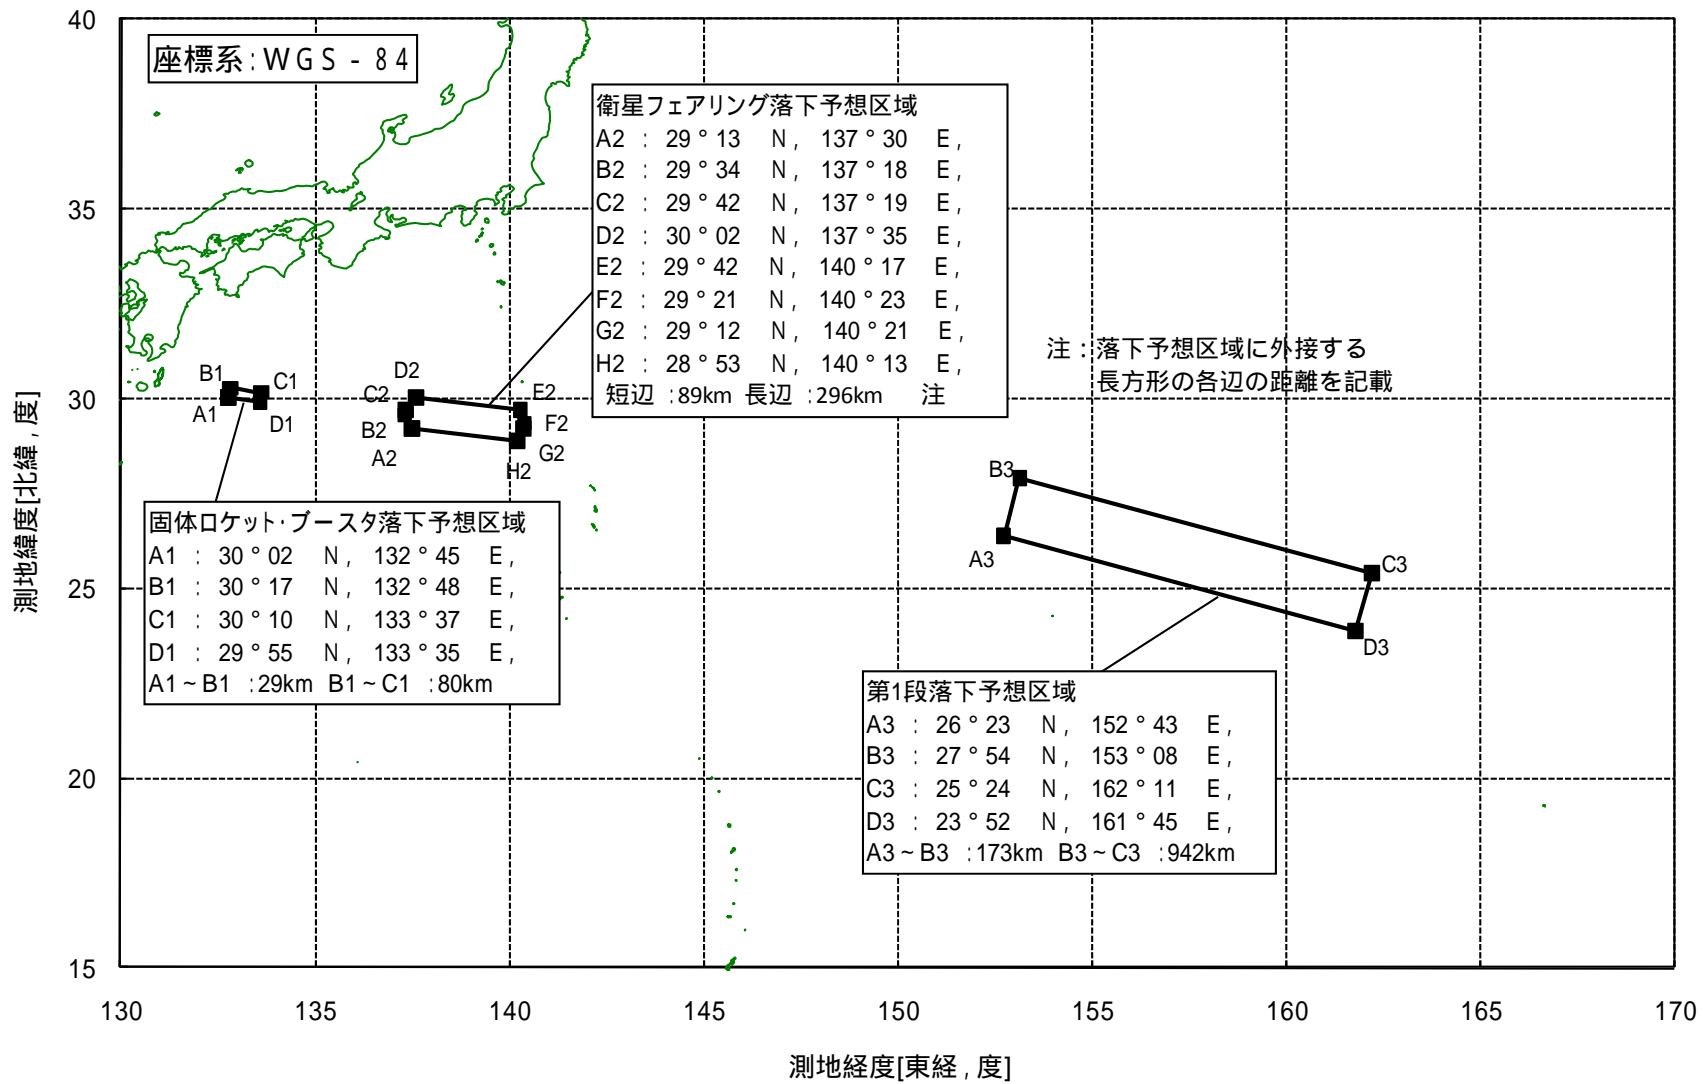 座標系:WGS-84
衛星フェアリング落下予想区域
A2 : 29°13 N, 137°30 E,
B2 : 29°34 N, 137°18 E,
C2 : 29°42 N, 137°19 E,
D2 : 30°02 N, 137°35 E,
E2 : 29°42 N, 140°17 E,
F2 : 29°21 N, 140°23 E,
G2 : 29°12 N, 140°21 E,
H2 : 28°53 N, 140°13 E,
短辺:89km 長辺:296km 注
注:落下予想区域に外接する
長方形の各辺の距離を記載
B1
C1
A1
D1
D2
C2
E2
B2
F2
A2
G2
H2
B3
A3
C3
D3
固体ロケット・ブースタ落下予想区域
A1 : 30°02 N, 132°45 E,
B1 : 30°17 N, 132°48 E,
C1 : 30°10 N, 133°37 E,
D1 : 29°55 N, 133°35 E,
A1~B1 :29km B1~C1 :80km
第1段落下予想区域
A3 : 26°23 N, 152°43 E,
B3 : 27°54 N, 153°08 E,
C3 : 25°24 N, 162°11 E,
D3 : 23°52 N, 161°45 E,
A3~B3 :173km B3~C3 :942km
40
35
30
25
20
15
測地緯度[北緯,度]
130 135 140 145 150 155 160 165 170
測地経度[東経,度]